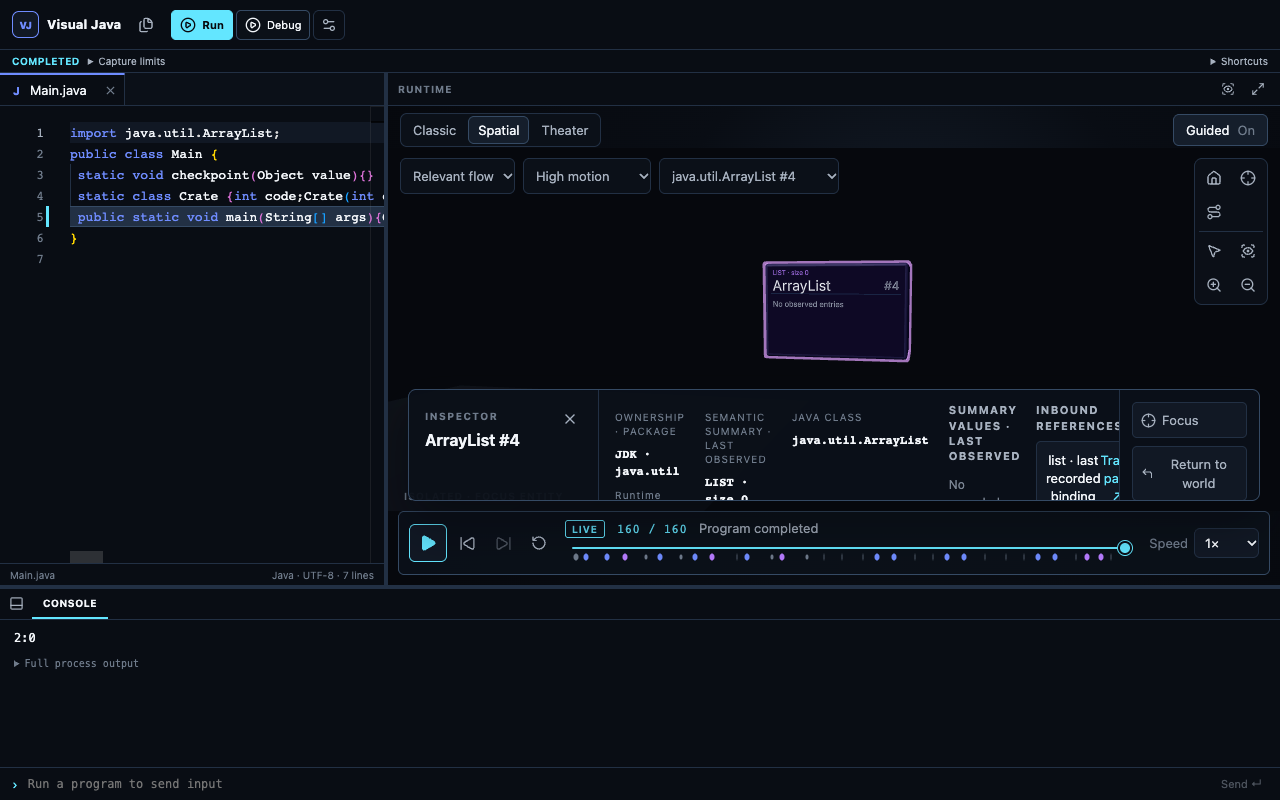 VJ Visual Java Run Debug
COMPLETED Capture limits Shortcuts
J Main.java
RUNTIME
Classic Spatial Theater Guided On
Relevant flow High motion java.util.ArrayList #4
1 import java.util.ArrayList;
2 public class Main {
3 static void checkpoint(Object value){}
4 static class Crate {int code;Crate(int
5 public static void main(String[] args){
6 }
7
LIST · size 0
ArrayList #4
No observed entries
INSPECTOR
ArrayList #4
OWNERSHIP
· PACKAGE
JDK ·
java.util
Runtime
SEMANTIC
SUMMARY ·
LAST
OBSERVED
LIST ·
size 0
JAVA CLASS
java.util.ArrayList
SUMMARY
VALUES ·
LAST
OBSERVED
No
INBOUND
REFERENCES
list · last Tra
recorded pa
binding
Focus
Return to
world
LIVE 160 / 160 Program completed
Speed 1×
Main.java Java · UTF-8 · 7 lines
CONSOLE
2:0
Full process output
› Run a program to send input Send